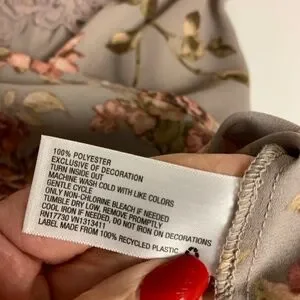 100% POLYESTER
EXCLUSIVE OF DECORATION
TURN INSIDE OUT
MACHINE WASH COLD WITH LIKE COLORS
GENTLE CYCLE
ONLY NON-CHLORINE BLEACH IF NEEDED
TUMBLE DRY LOW, REMOVE PROMPTLY
COOL IRON IF NEEDED, DO NOT IRON ON DECORATION
RN17730 VN1313411
LABEL MADE FROM 100% RECYCLED PLASTIC